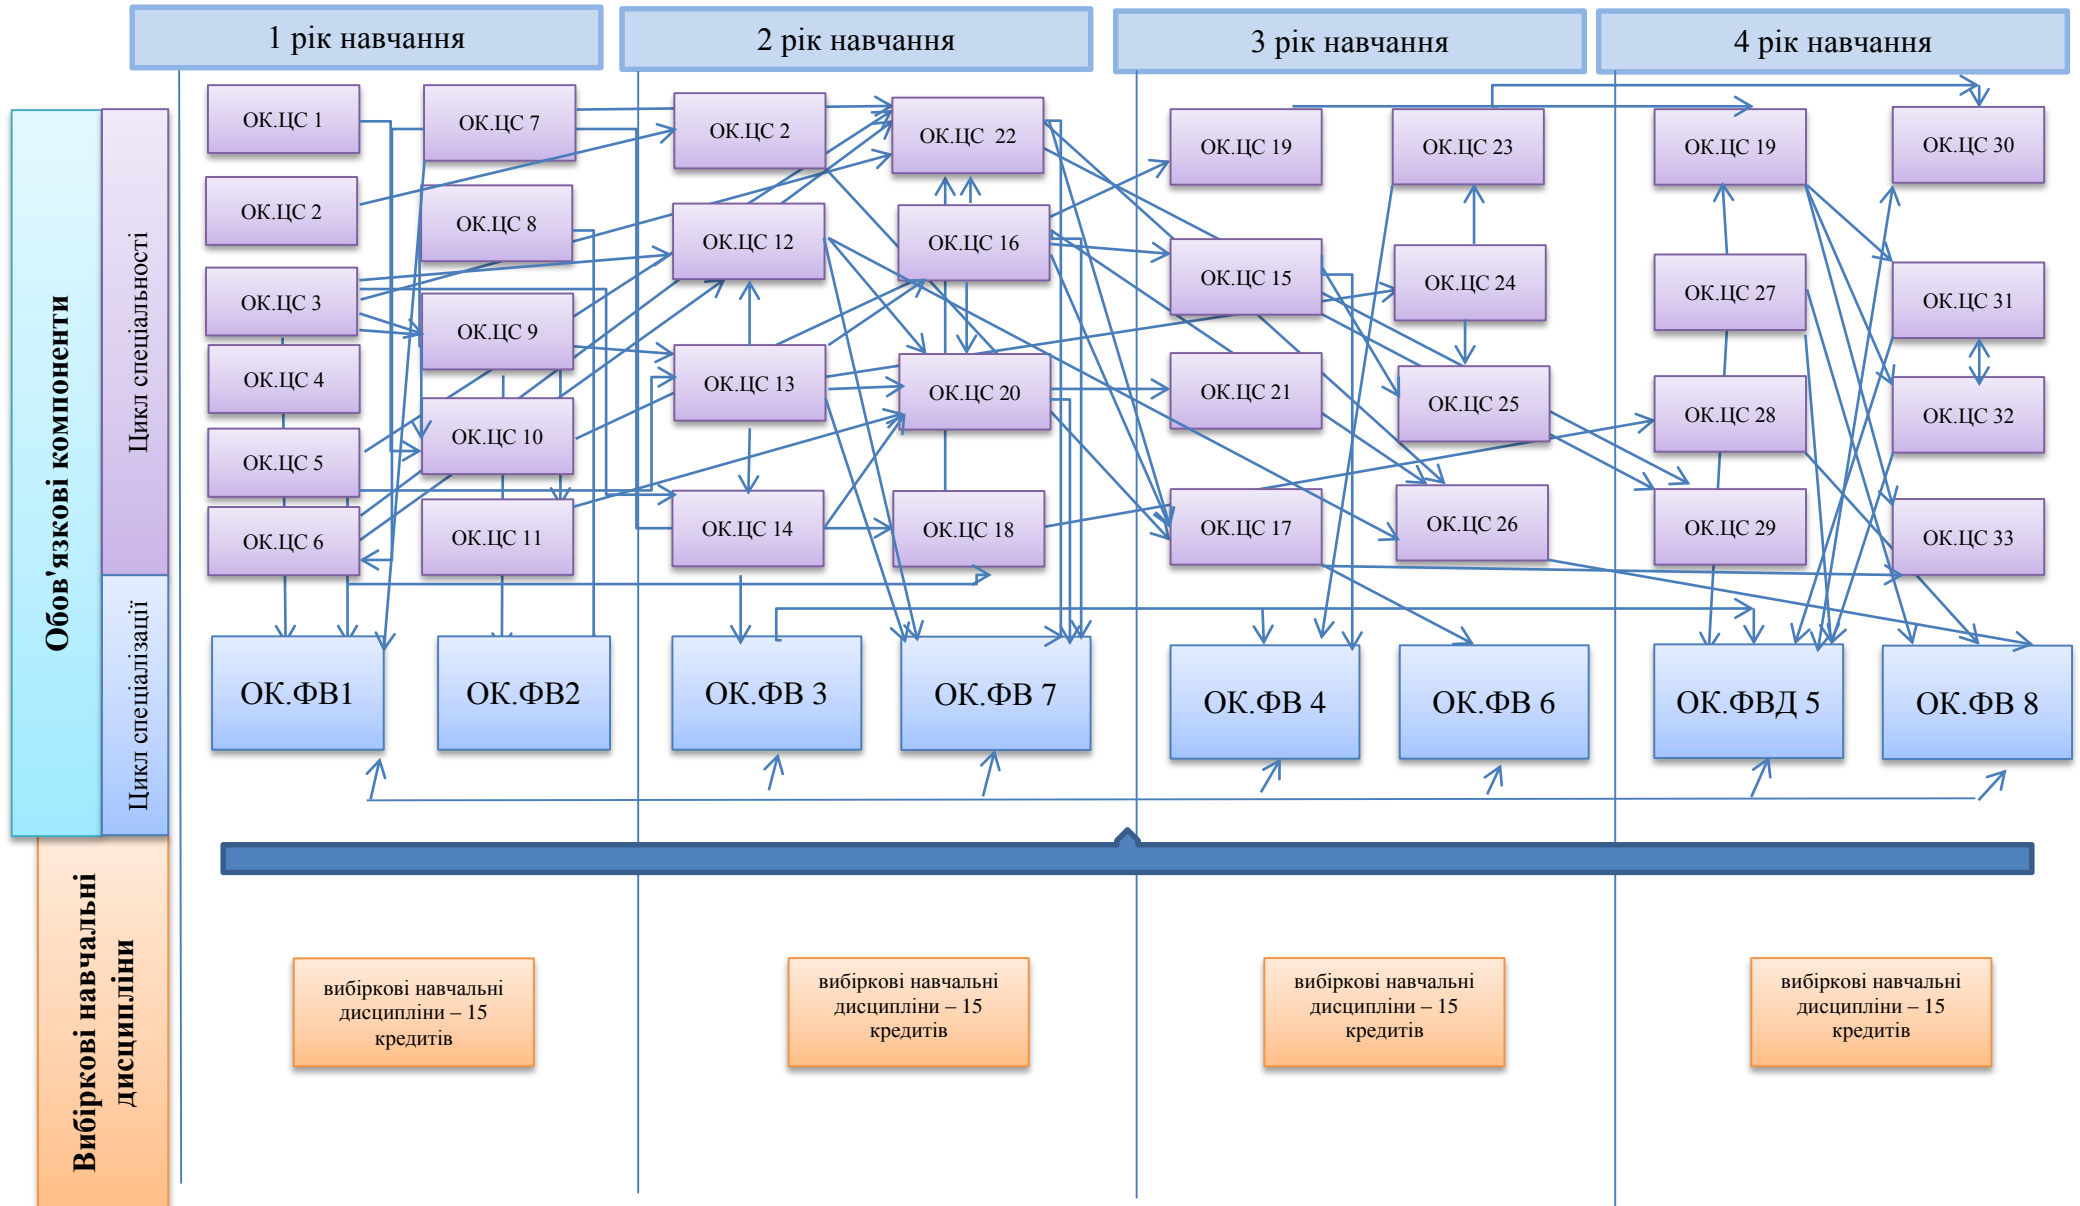 1 рік навчання
2 рік навчання
3 рік навчання
4 рік навчання
Обов'язкові компоненти
Цикл спеціальності
Цикл спеціалізації
Вибіркові навчальні
дисципліни
ОК.ЦС 1
ОК.ЦС 2
ОК.ЦС 3
ОК.ЦС 4
ОК.ЦС 5
ОК.ЦС 6
ОК.ЦС 7
ОК.ЦС 8
ОК.ЦС 9
ОК.ЦС 10
ОК.ЦС 11
ОК.ЦС 2
ОК.ЦС 12
ОК.ЦС 13
ОК.ЦС 14
ОК.ЦС 22
ОК.ЦС 16
ОК.ЦС 20
ОК.ЦС 18
ОК.ЦС 19
ОК.ЦС 15
ОК.ЦС 21
ОК.ЦС 17
ОК.ЦС 23
ОК.ЦС 24
ОК.ЦС 25
ОК.ЦС 26
ОК.ЦС 19
ОК.ЦС 27
ОК.ЦС 28
ОК.ЦС 29
ОК.ЦС 30
ОК.ЦС 31
ОК.ЦС 32
ОК.ЦС 33
ОК.ФВ1
ОК.ФВ2
ОК.ФВ 3
ОК.ФВ 7
ОК.ФВ 4
ОК.ФВ 6
ОК.ФВД 5
ОК.ФВ 8
вибіркові навчальні
дисципліни – 15
кредитів
вибіркові навчальні
дисципліни – 15
кредитів
вибіркові навчальні
дисципліни – 15
кредитів
вибіркові навчальні
дисципліни – 15
кредитів